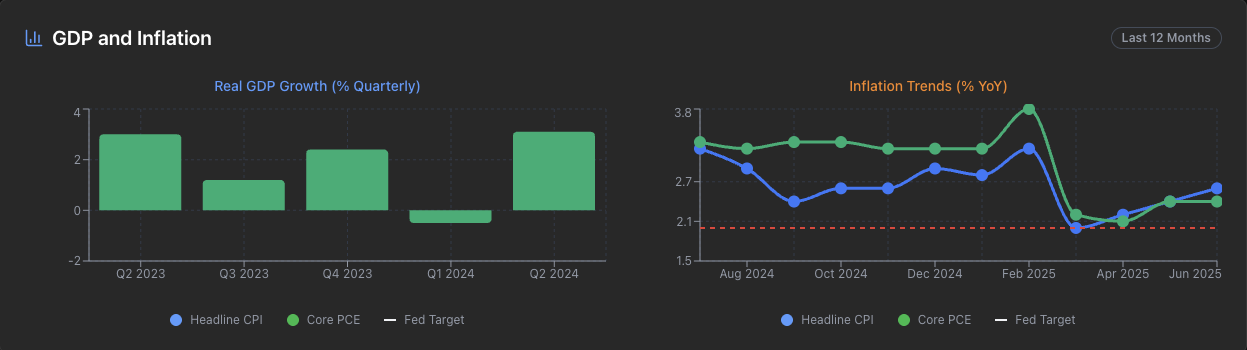 GDP and Inflation
Last 12 Months
Real GDP Growth (% Quarterly)
4
2
0
-2
Q2 2023 Q3 2023 Q4 2023 Q1 2024 Q2 2024
Headline CPI Core PCE Fed Target
Inflation Trends (% YoY)
3.8
2.7
2.1
1.5
Aug 2024 Oct 2024 Dec 2024 Feb 2025 Apr 2025 Jun 2025
Headline CPI Core PCE Fed Target